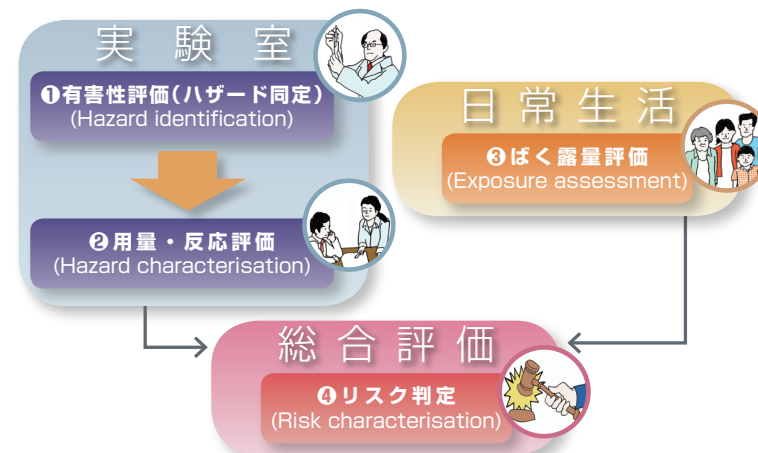 実験室
❶有害性評価(ハザード同定)
(Hazard identification)
❷用量・反応評価
(Hazard characterisation)
日常生活
❸ばく露量評価
(Exposure assessment)
総合評価
❹リスク判定
(Risk characterisation)